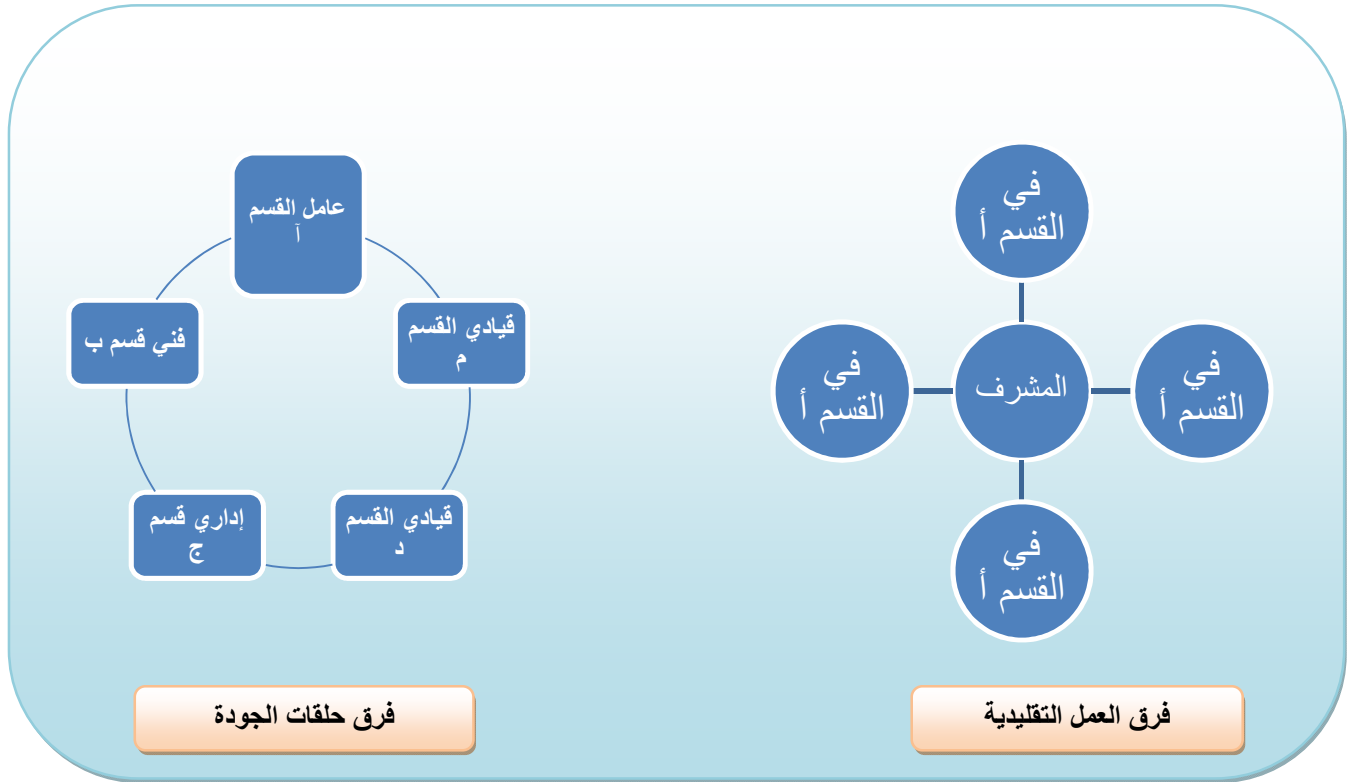 في
القسم أ
في
القسم أ
المشرف
في
القسم أ
في
القسم أ
فرق العمل التقليدية
عامل القسم
آ
قيادي القسم
م
قيادي القسم
د
إداري قسم
ج
فني قسم ب
فرق حلقات الجودة